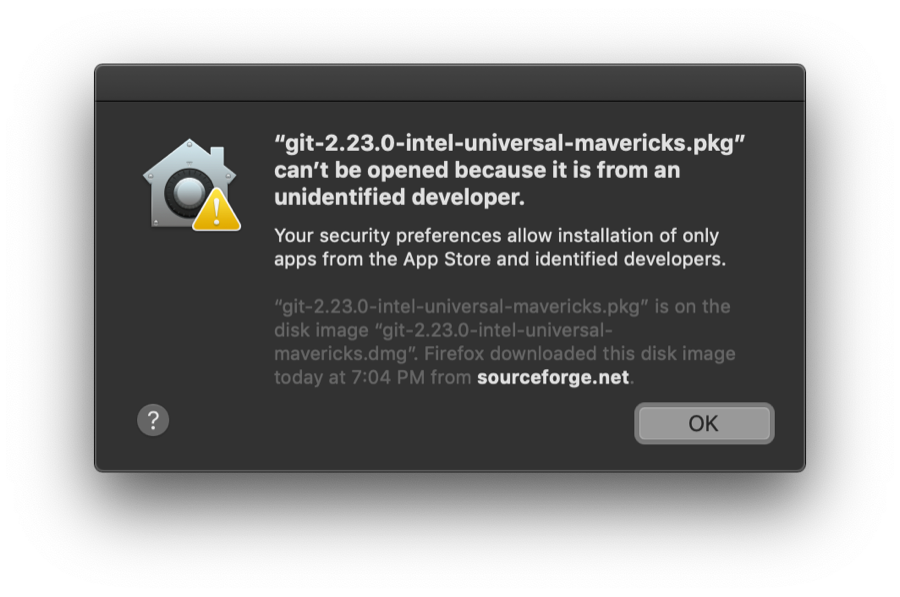 “git-2.23.0-intel-universal-mavericks.pkg”
can’t be opened because it is from an
unidentified developer.
Your security preferences allow installation of only
apps from the App Store and identified developers.
“git-2.23.0-intel-universal-mavericks.pkg” is on the
disk image “git-2.23.0-intel-universal-
mavericks.dmg”. Firefox downloaded this disk image
today at 7:04 PM from sourceforge.net.
?
OK